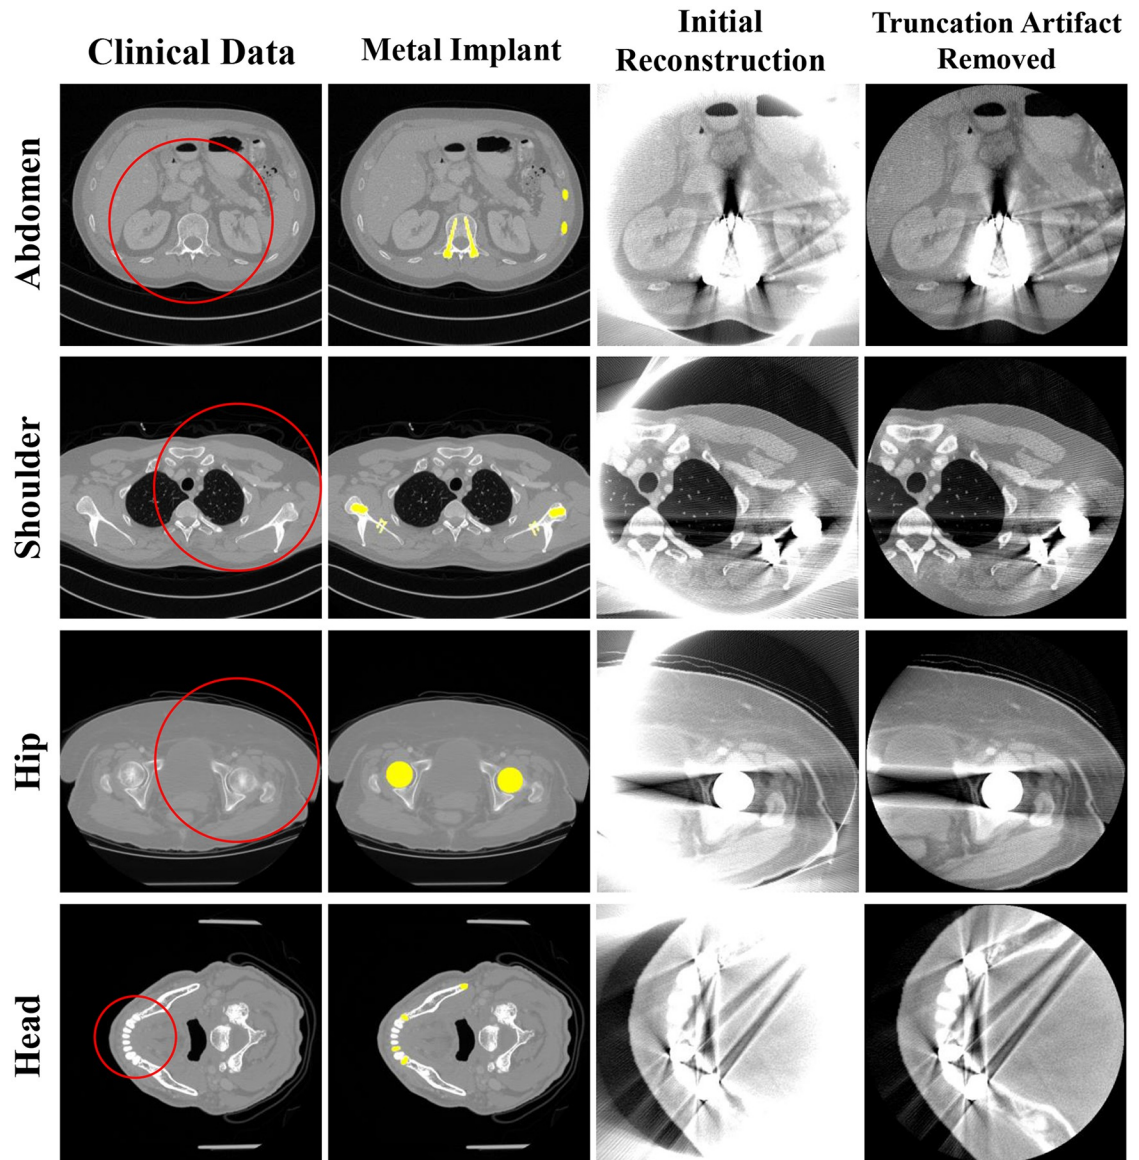 Clinical Data
Metal Implant
Initial
Reconstruction
Truncation Artifact
Removed
Abdomen
Shoulder
Hip
Head